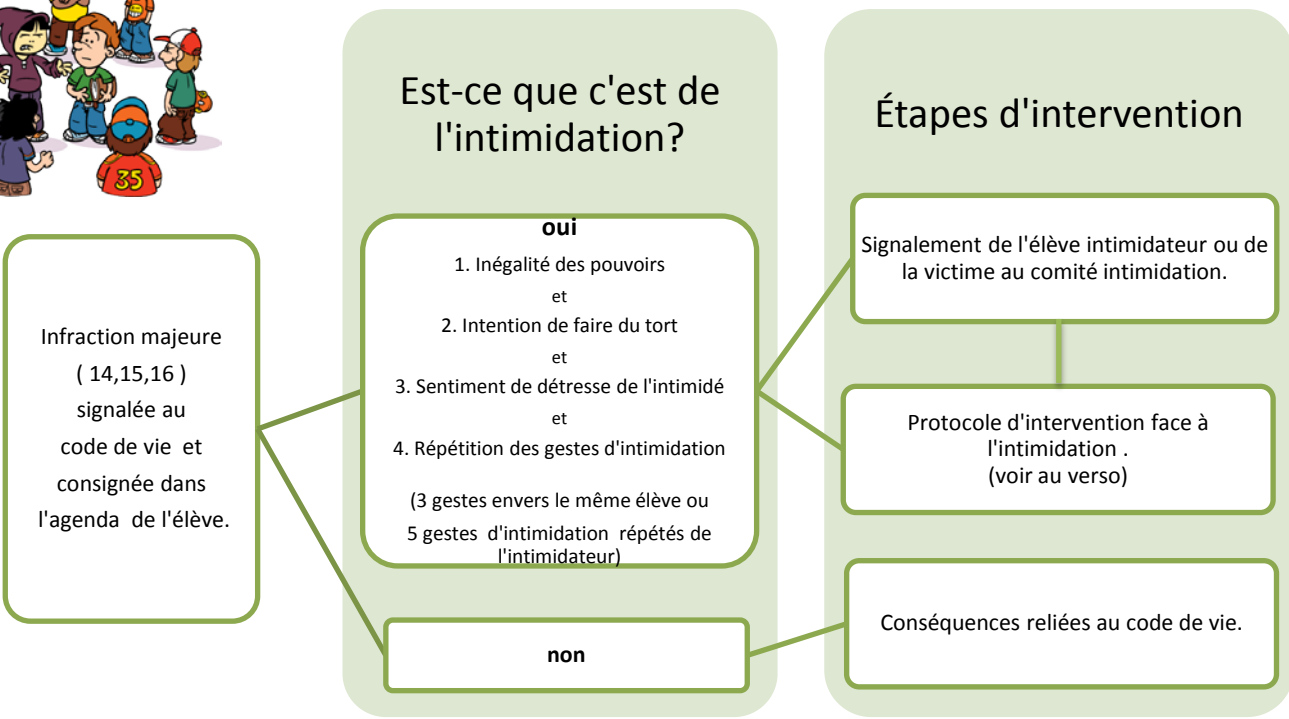 35
Infraction majeure
( 14,15,16 )
signalée au
code de vie et
consignée dans
l'agenda de l'élève.
Est-ce que c'est de
l'intimidation?
oui
1. Inégalité des pouvoirs
et
2. Intention de faire du tort
et
3. Sentiment de détresse de l'intimidé
et
4. Répétition des gestes d'intimidation
(3 gestes envers le même élève ou
5 gestes d'intimidation répétés de
l'intimidateur)
non
Étapes d'intervention
Signalement de l'élève intimidateur ou de
la victime au comité intimidation.
Protocole d'intervention face à
l'intimidation .
(voir au verso)
Conséquences reliées au code de vie.